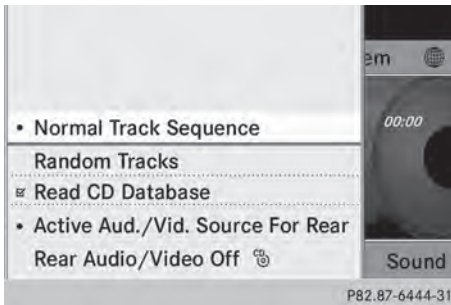 em
• Normal Track Sequence
00:00
Random Tracks
Read CD Database
• Active Aud./Vid. Source For Rear
Rear Audio/Video Off CD
Sound
P82.87-6444-31